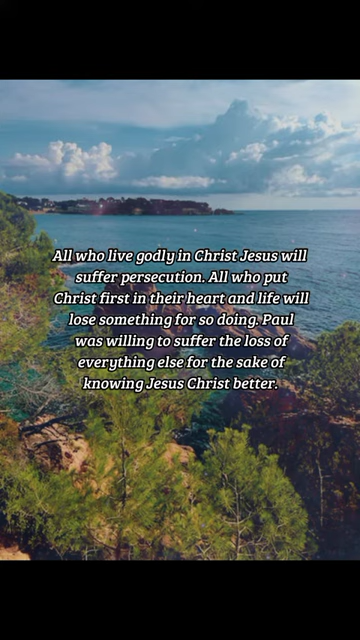 All who live godly in Christ Jesus will
suffer persecution. All who put
Christ first in their heart and life will
lose something for so doing. Paul
was willing to suffer the loss of
everything else for the sake of
knowing Jesus Christ better.